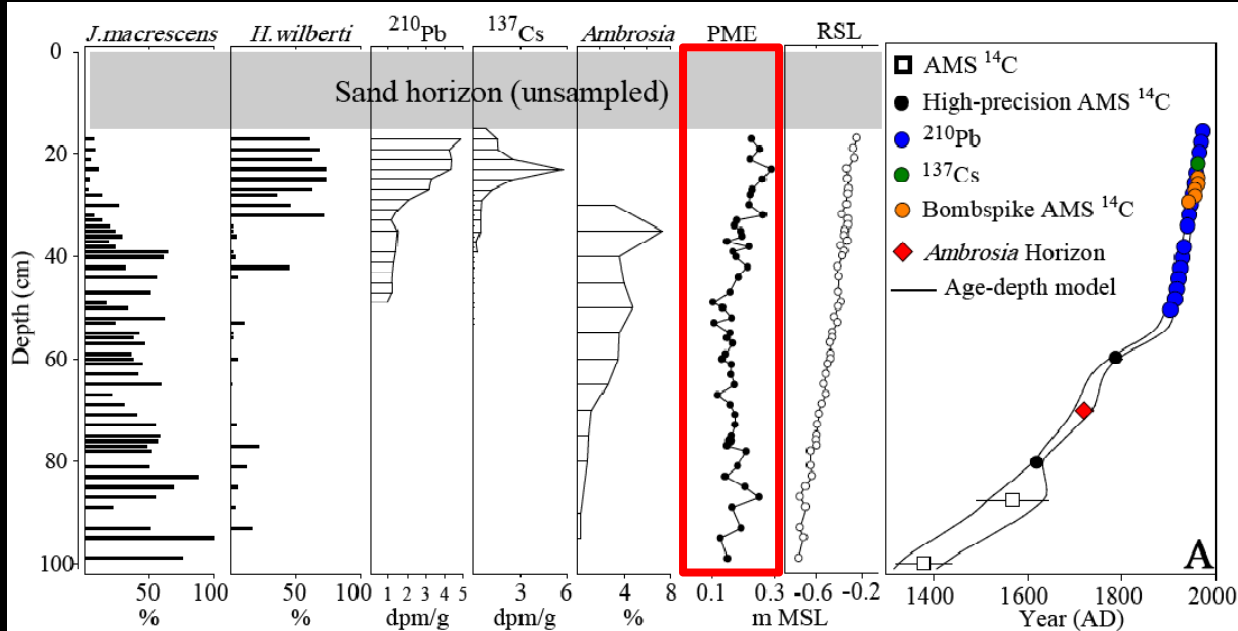 J.macrescens H.wilberti 210Pb 137Cs Ambrosia PME RSL
0
20
40
60
80
100
Depth (cm)
Sand horizon (unsampled)
50 100
%
50 100
%
1 2 3 4 5
dpm/g
3 6
dpm/g
4 8
%
0.1 0.3 -0.6 -0.2
m MSL
AMS 14C
High-precision AMS 14C
210Pb
137Cs
Bombspike AMS 14C
Ambrosia Horizon
Age-depth model
A
1400 1600 1800 2000
Year (AD)